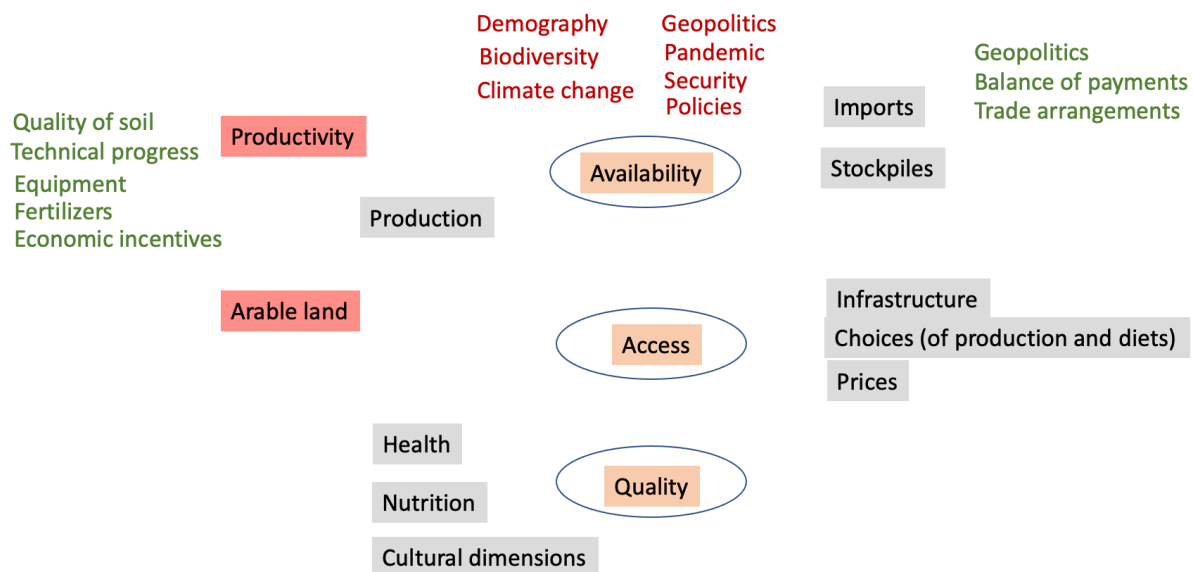 Demography
Biodiversity
Climate change
Geopolitics
Pandemic
Security
Policies
Geopolitics
Balance of payments
Trade arrangements
Imports
Stockpiles
Quality of soil
Technical progress
Equipment
Fertilizers
Economic incentives
Productivity
Production
Availability
Arable land
Access
Infrastructure
Choices (of production and diets)
Prices
Health
Nutrition
Cultural dimensions
Quality